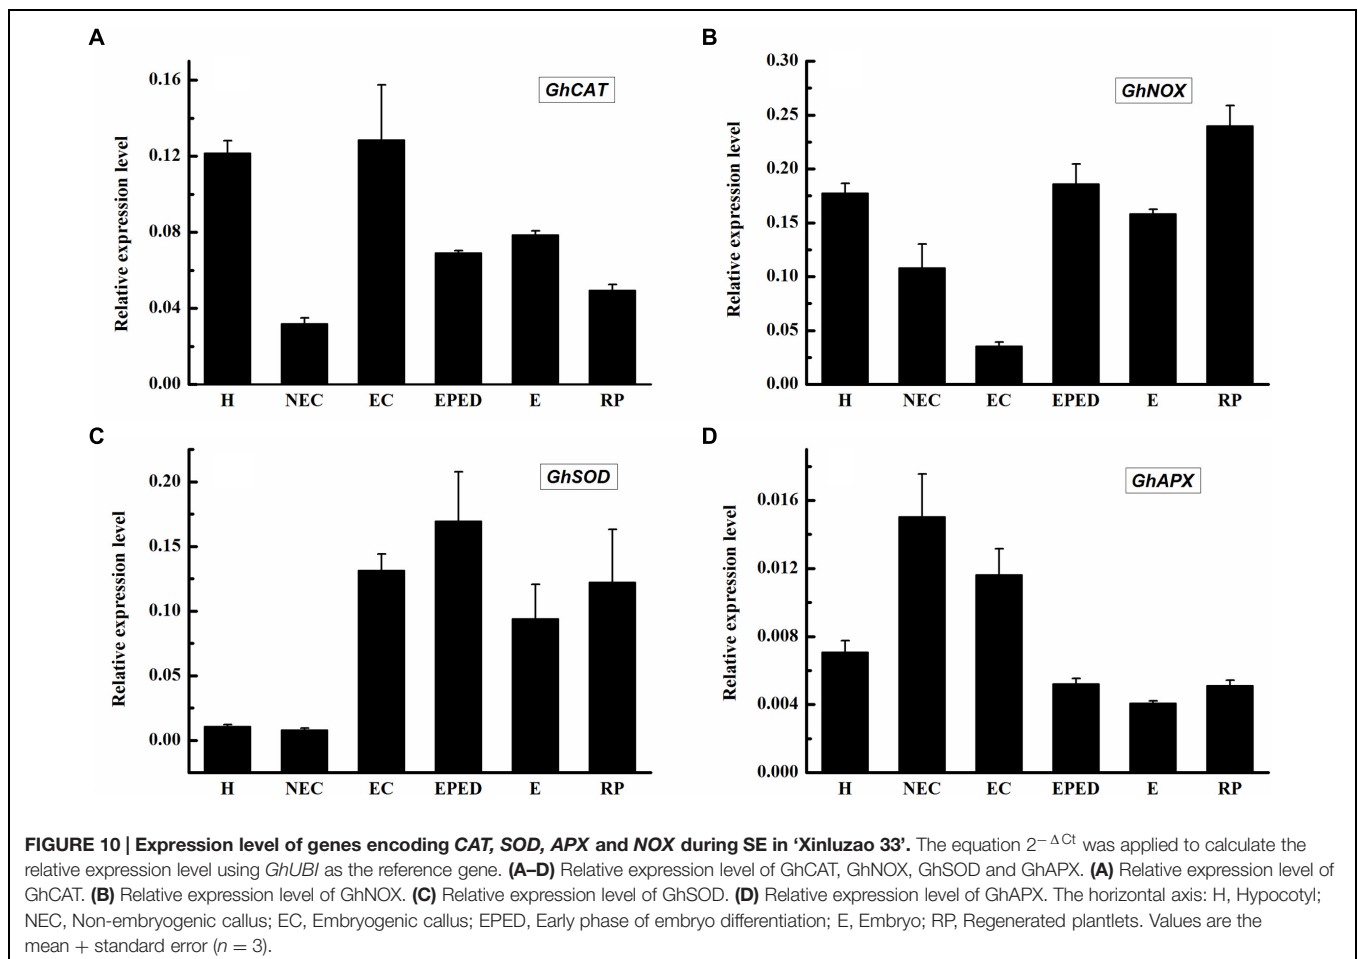 A
GhCAT
Relative expression level
0.16
0.12
0.08
0.04
0.00
H NEC EC EPED E RP
B
GhNOX
Relative expression level
0.30
0.25
0.20
0.15
0.10
0.05
0.00
H NEC EC EPED E RP
C
GhSOD
Relative expression level
0.20
0.15
0.10
0.05
0.00
H NEC EC EPED E RP
D
GhAPX
Relative expression level
0.016
0.012
0.008
0.004
0.000
H NEC EC EPED E RP
FIGURE 10 | Expression level of genes encoding CAT, SOD, APX and NOX during SE in ‘Xinluzao 33’. The equation 2⁻ΔCt was applied to calculate the
relative expression level using GhUBI as the reference gene. (A–D) Relative expression level of GhCAT, GhNOX, GhSOD and GhAPX. (A) Relative expression level of
GhCAT. (B) Relative expression level of GhNOX. (C) Relative expression level of GhSOD. (D) Relative expression level of GhAPX. The horizontal axis: H, Hypocotyl;
NEC, Non-embryogenic callus; EC, Embryogenic callus; EPED, Early phase of embryo differentiation; E, Embryo; RP, Regenerated plantlets. Values are the
mean + standard error (n = 3).